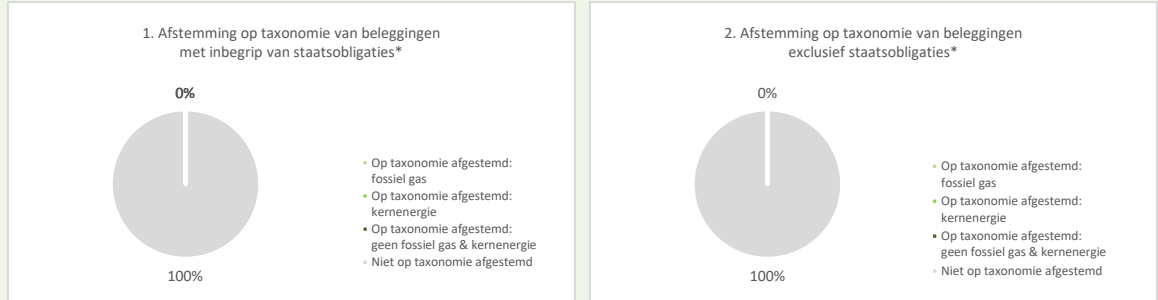 1. Afstemming op taxonomie van beleggingen
met inbegrip van staatsobligaties*
0%
Op taxonomie afgestemd:
fossiel gas
Op taxonomie afgestemd:
kernenergie
Op taxonomie afgestemd:
geen fossiel gas & kernenergie
Niet op taxonomie afgestemd
100%
2. Afstemming op taxonomie van beleggingen
exclusief staatsobligaties*
0%
Op taxonomie afgestemd:
fossiel gas
Op taxonomie afgestemd:
kernenergie
Op taxonomie afgestemd:
geen fossiel gas & kernenergie
Niet op taxonomie afgestemd
100%